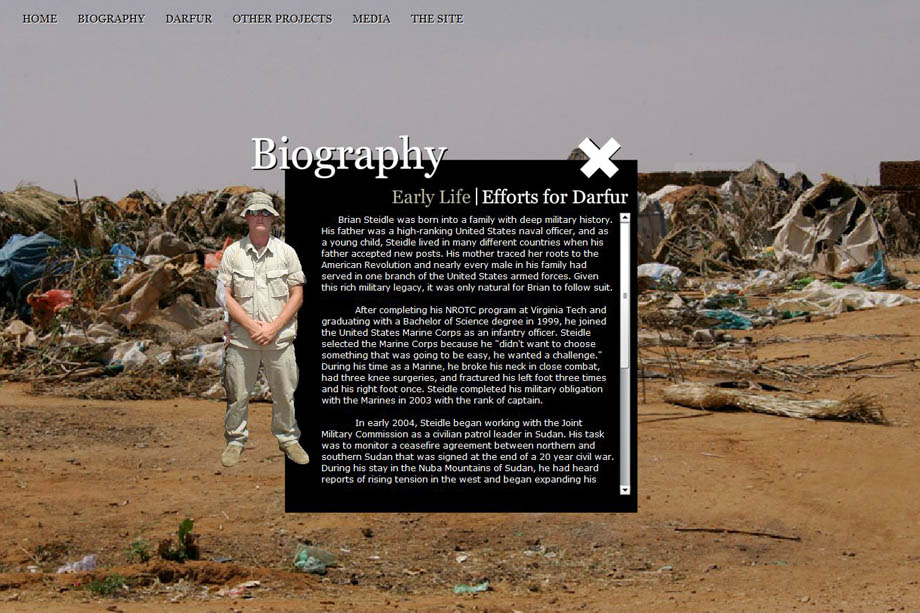 HOME BIOGRAPHY DARFUR OTHER PROJECTS MEDIA THE SITE
Biography
Early Life | Efforts for Darfur
Brian Steidle was born into a family with deep military history.
His father was a high-ranking United States naval officer, and as
a young child, Steidle lived in many different countries when his
father accepted new posts. His mother traced her roots to the
American Revolution and nearly every male in his family had
served in one branch of the United States armed forces. Given
this rich military legacy, it was only natural for Brian to follow suit.
After completing his NROTC program at Virginia Tech and
graduating with a Bachelor of Science degree in 1999, he joined
the United States Marine Corps as an infantry officer. Steidle
selected the Marine Corps because he "didn't want to choose
something that was going to be easy, he wanted a challenge."
During his time as a Marine, he broke his neck in close combat,
had three knee surgeries, and fractured his left foot three times
and his right foot once. Steidle completed his military obligation
with the Marines in 2003 with the rank of captain.
In early 2004, Steidle began working with the Joint
Military Commission as a civilian patrol leader in Sudan. His task
was to monitor a ceasefire agreement between northern and
southern Sudan that was signed at the end of a 20 year civil war.
During his stay in the Nuba Mountains of Sudan, he had heard
reports of rising tension in the west and began expanding his